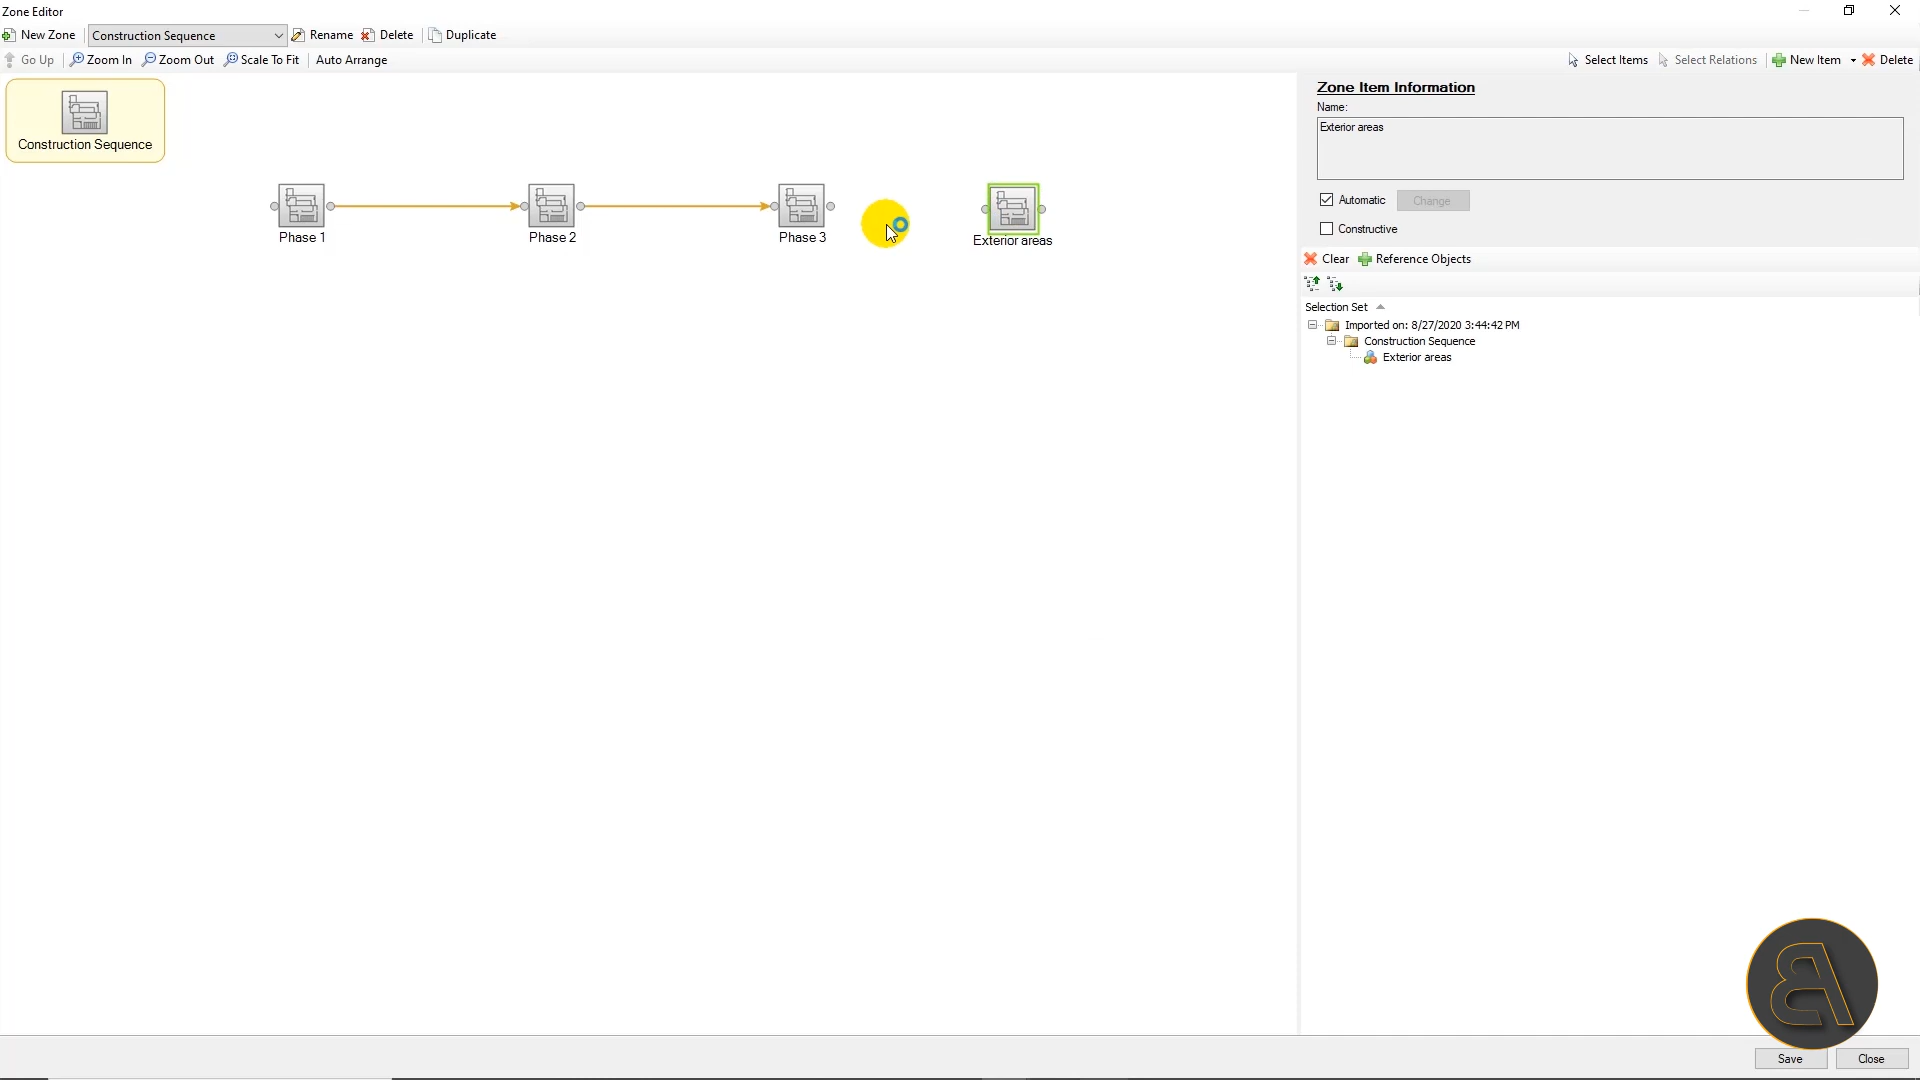 Zone Editor
New Zone Construction Sequence Rename Delete Duplicate
Go Up Zoom In Zoom Out Scale To Fit Auto Arrange Select Items Select Relations New Item Delete
Construction Sequence
Phase 1
Phase 2
Phase 3
Exterior areas
Zone Item Information
Name:
Exterior areas
Automatic Change
Constructive
Clear Reference Objects
Selection Set
Imported on: 8/27/2020 3:44:42 PM
Construction Sequence
Exterior areas
Save Close